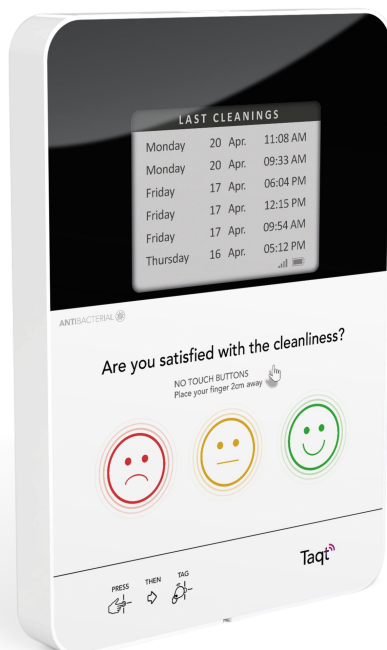 LAST CLEANINGS
Monday 20 Apr. 11:08 AM
Monday 20 Apr. 09:33 AM
Friday 17 Apr. 06:04 PM
Friday 17 Apr. 12:15 PM
Friday 17 Apr. 09:54 AM
Thursday 16 Apr. 05:12 PM
ANTIBACTERIAL
Are you satisfied with the cleanliness?
NO TOUCH BUTTONS
Place your finger 2cm away
PRESS THEN TAG
Taqt